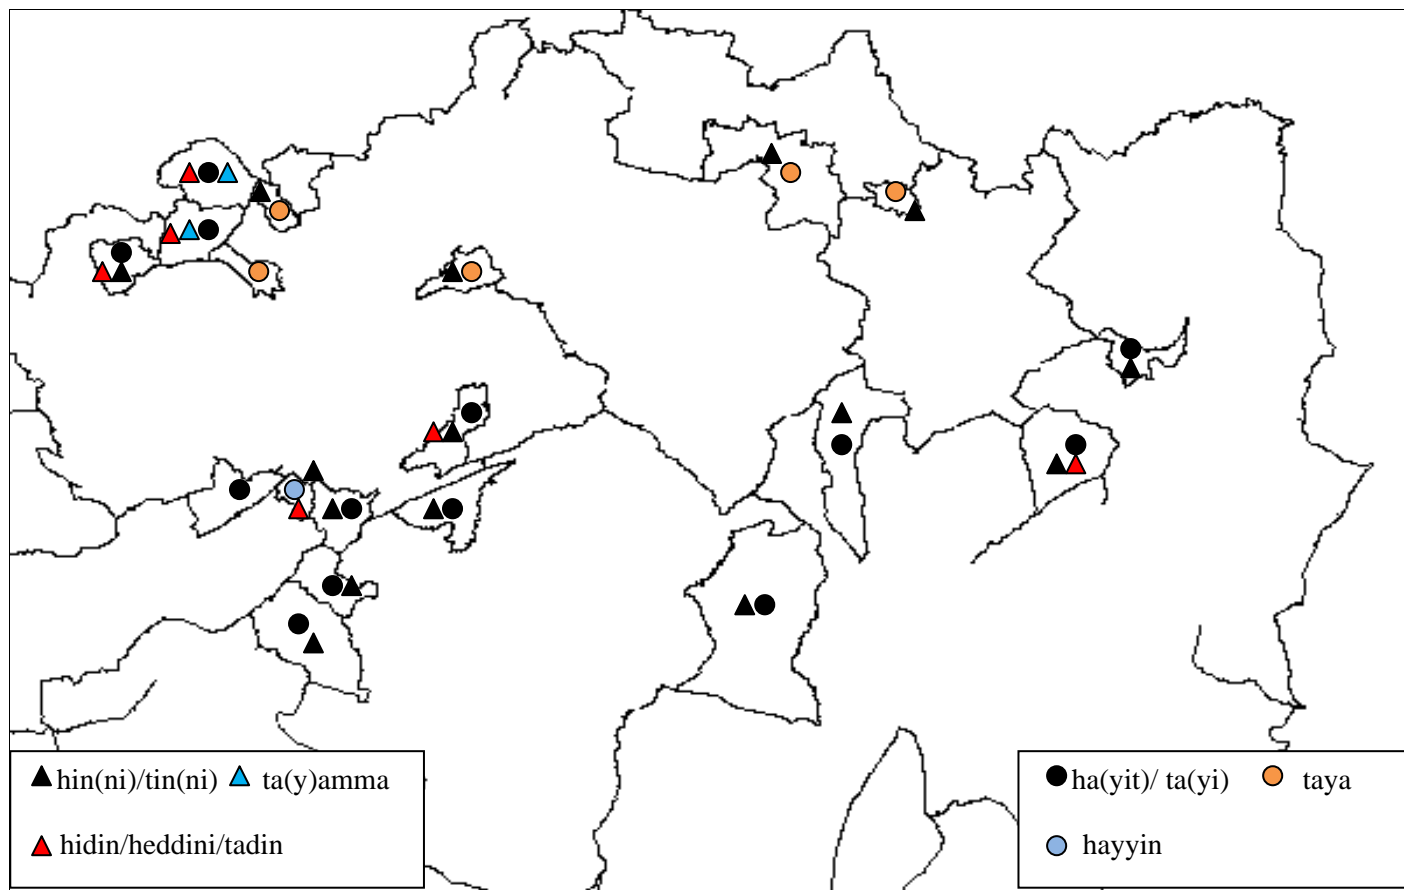 hin(ni)/tin(ni) ta(y)amma
hidin/heddini/tadin
ha(yit)/ ta(yi) taya
hayyin